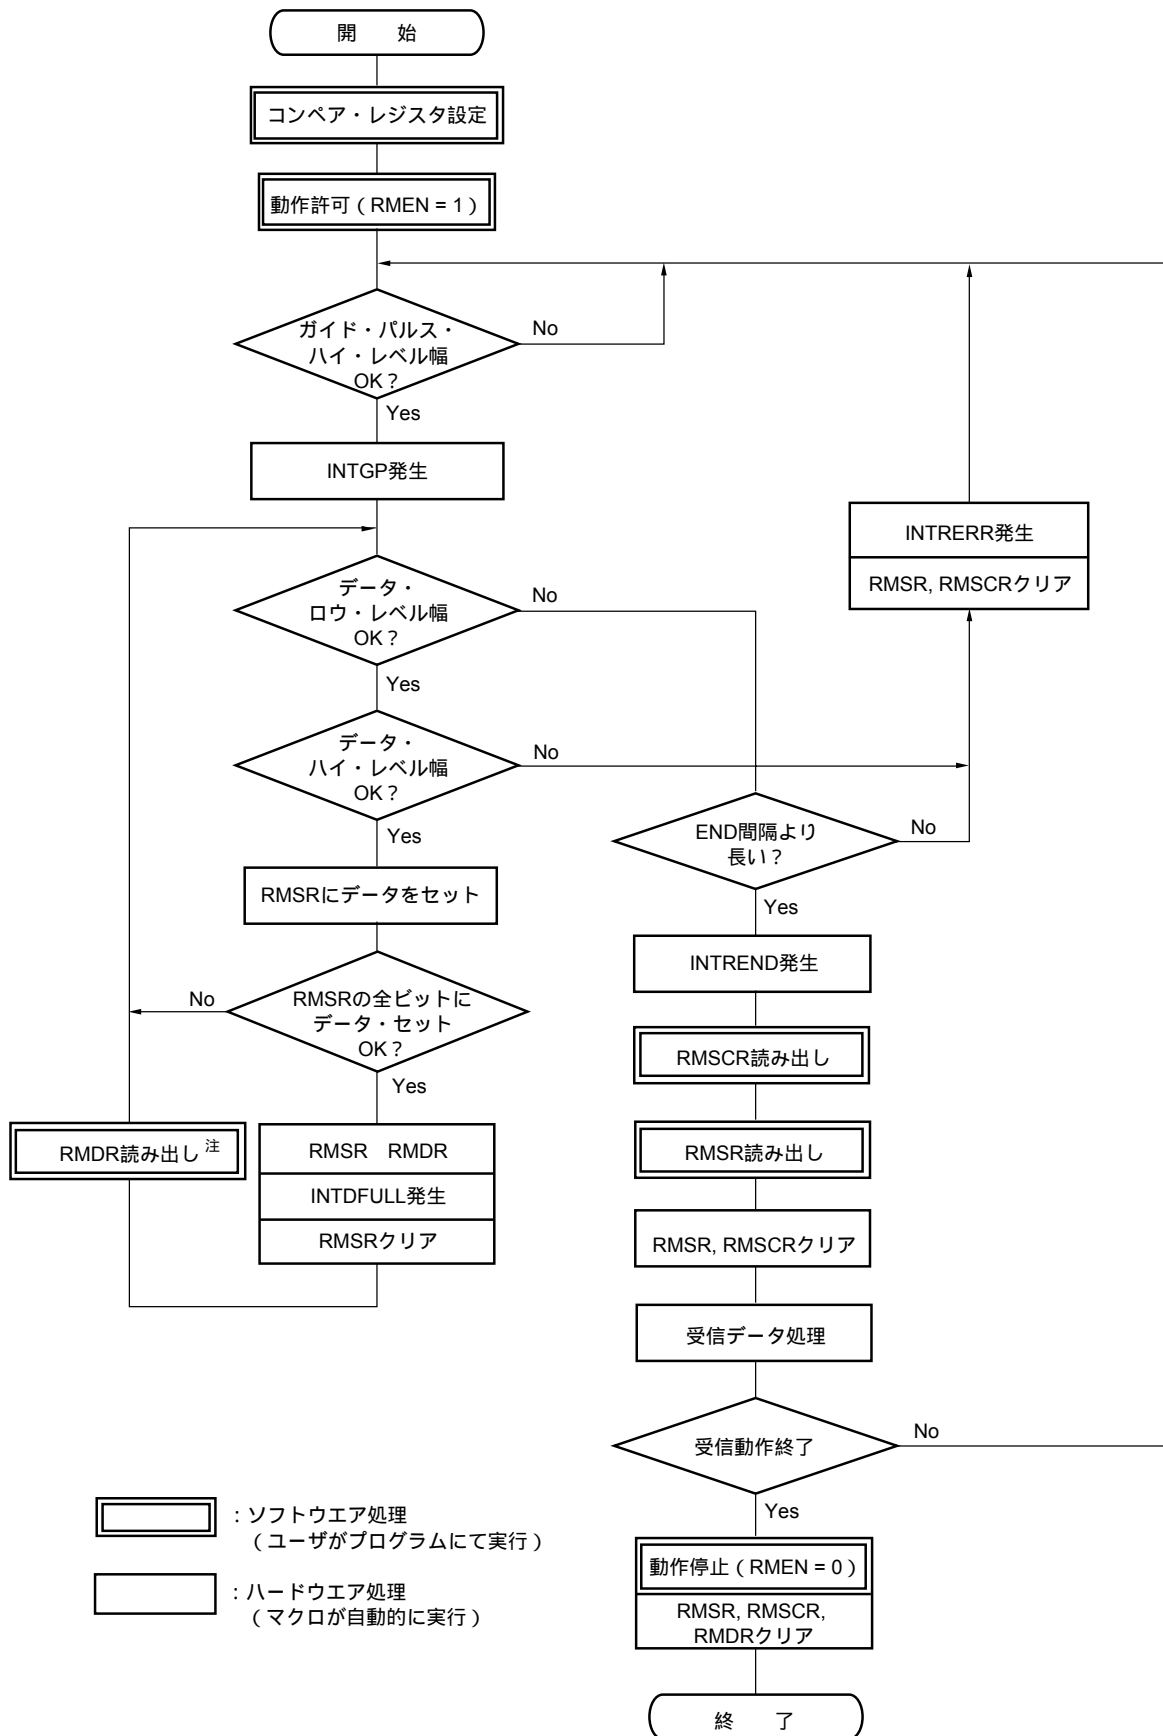 開　始
コンペア・レジスタ設定
動作許可（RMEN = 1）
ガイド・パルス・
ハイ・レベル幅
OK？
No
Yes
INTGP発生
データ・
ロウ・レベル幅
OK？
No
Yes
データ・
ハイ・レベル幅
OK？
No
Yes
RMSRにデータをセット
RMSRの全ビットに
データ・セット
OK？
No
Yes
RMSR　RMDR
INTDFULL発生
RMSRクリア
RMDR読み出し注
INTRERR発生
RMSR, RMSCRクリア
END間隔より
長い？
No
Yes
INTREND発生
RMSCR読み出し
RMSR読み出し
RMSR, RMSCRクリア
受信データ処理
受信動作終了
No
Yes
動作停止（RMEN = 0）
RMSR, RMSCR,
RMDRクリア
終　了
：ソフトウエア処理
（ユーザがプログラムにて実行）
：ハードウエア処理
（マクロが自動的に実行）